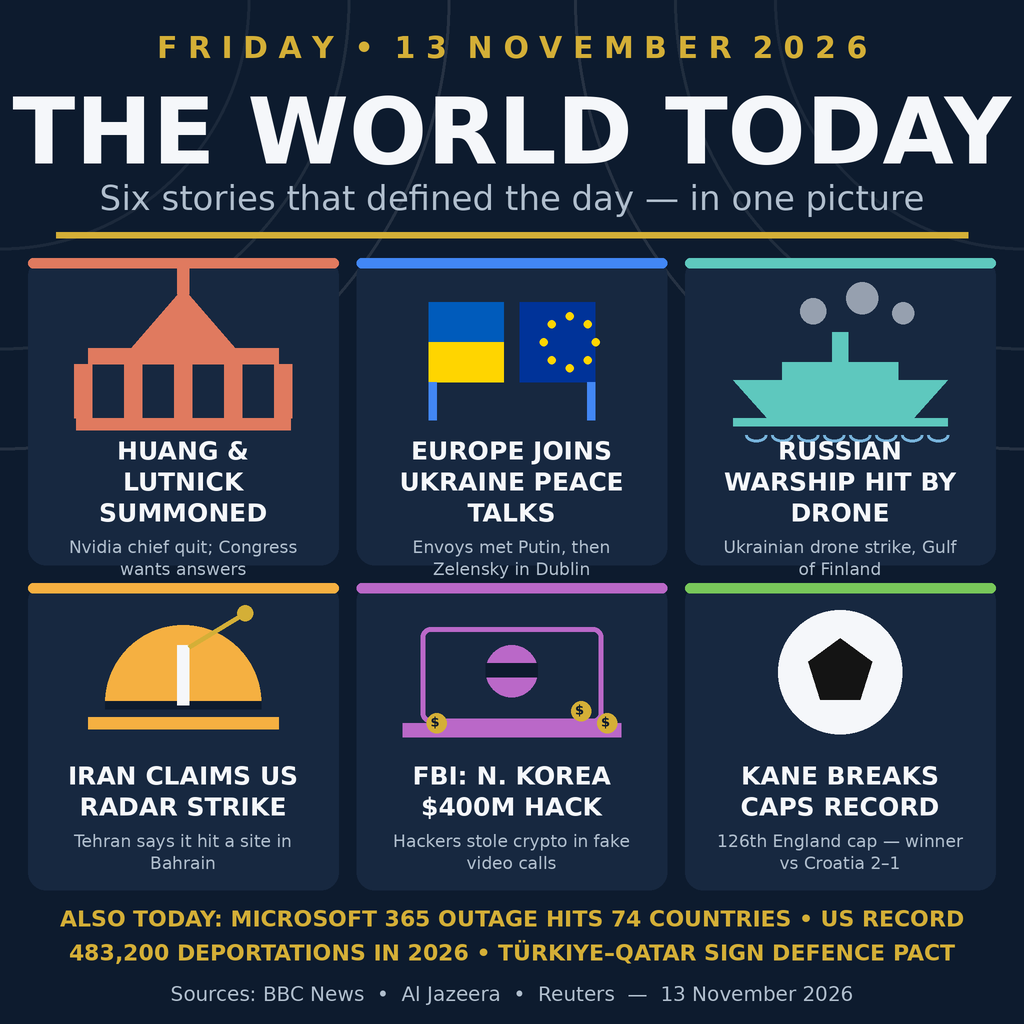 FRIDAY • 13 NOVEMBER 2026
THE WORLD TODAY
Six stories that defined the day — in one picture
HUANG &
LUTNICK
SUMMONED
Nvidia chief quit; Congress
wants answers
EUROPE JOINS
UKRAINE PEACE
TALKS
Envoys met Putin, then
Zelensky in Dublin
RUSSIAN
WARSHIP HIT BY
DRONE
Ukrainian drone strike, Gulf
of Finland
IRAN CLAIMS US
RADAR STRIKE
Tehran says it hit a site in
Bahrain
$
$
$
FBI: N. KOREA
$400M HACK
Hackers stole crypto in fake
video calls
KANE BREAKS
CAPS RECORD
126th England cap — winner
vs Croatia 2–1
ALSO TODAY: MICROSOFT 365 OUTAGE HITS 74 COUNTRIES • US RECORD
483,200 DEPORTATIONS IN 2026 • TÜRKIYE–QATAR SIGN DEFENCE PACT
Sources: BBC News • Al Jazeera • Reuters — 13 November 2026